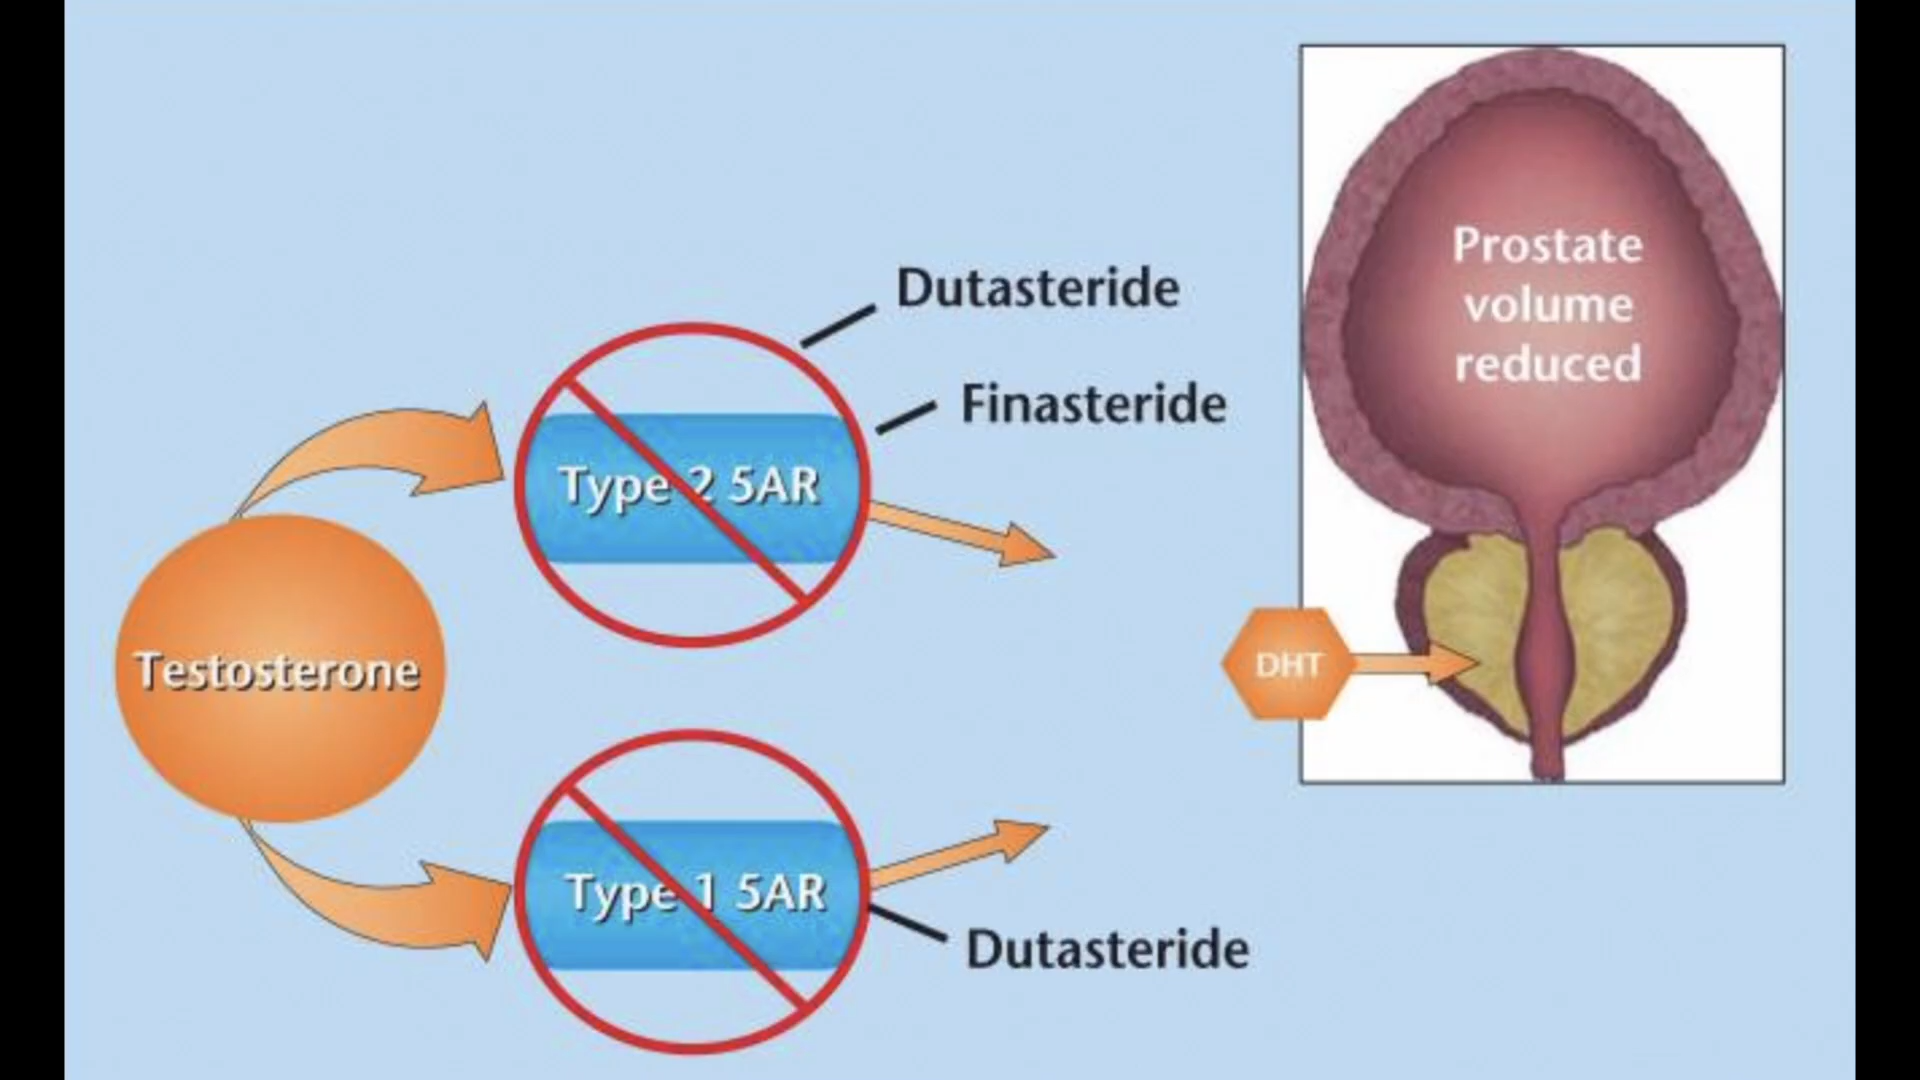 Dutasteride
Finasteride
Type 2 5AR
Testosterone
Type 1 5AR
Dutasteride
Prostate
volume
reduced
DHT